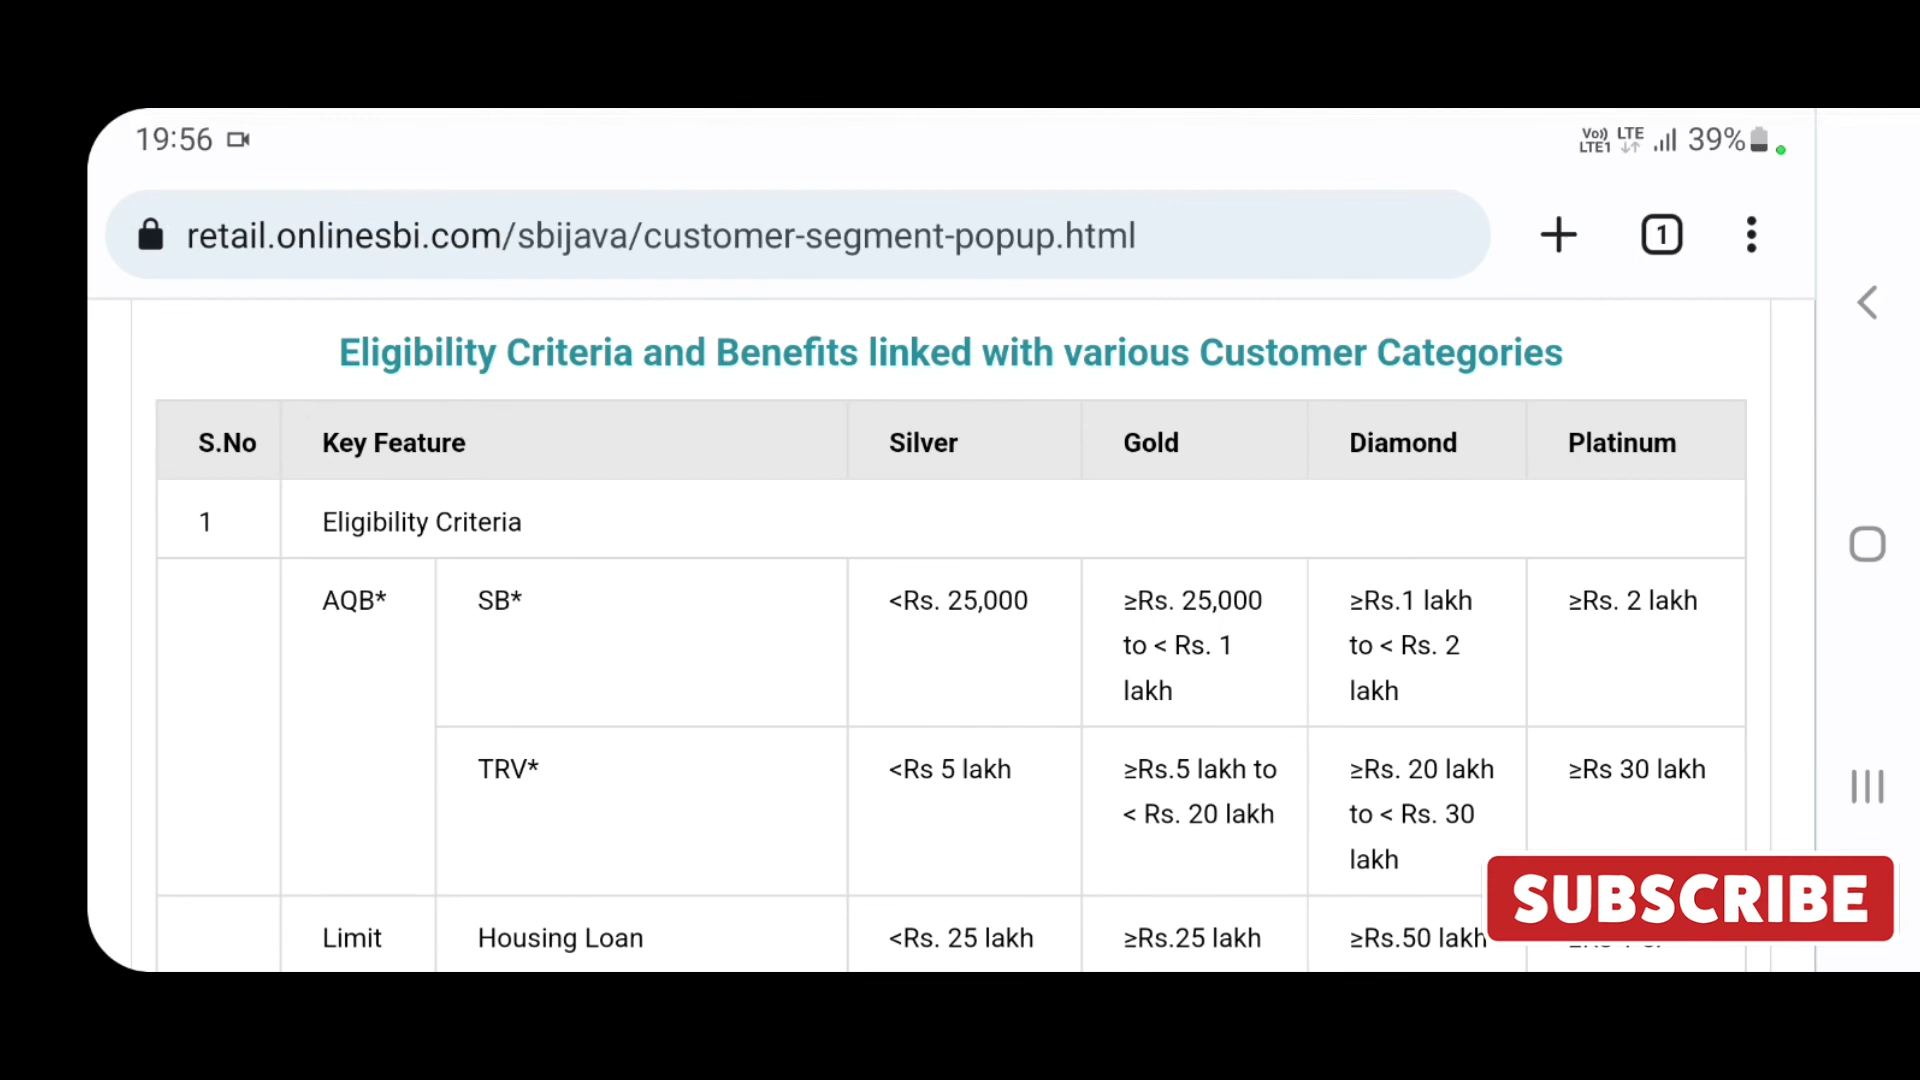 19:56
Vo)) LTE1 LTE 39%
retail.onlinesbi.com/sbijava/customer-segment-popup.html
1
Eligibility Criteria and Benefits linked with various Customer Categories
S.No Key Feature Silver Gold Diamond Platinum
1 Eligibility Criteria
AQB* SB* <Rs. 25,000 ≥Rs. 25,000 ≥Rs.1 lakh ≥Rs. 2 lakh
to < Rs. 1 to < Rs. 2
lakh lakh
TRV* <Rs 5 lakh ≥Rs.5 lakh to ≥Rs. 20 lakh ≥Rs 30 lakh
< Rs. 20 lakh to < Rs. 30
lakh
SUBSCRIBE
Limit Housing Loan <Rs. 25 lakh ≥Rs.25 lakh ≥Rs.50 lakh